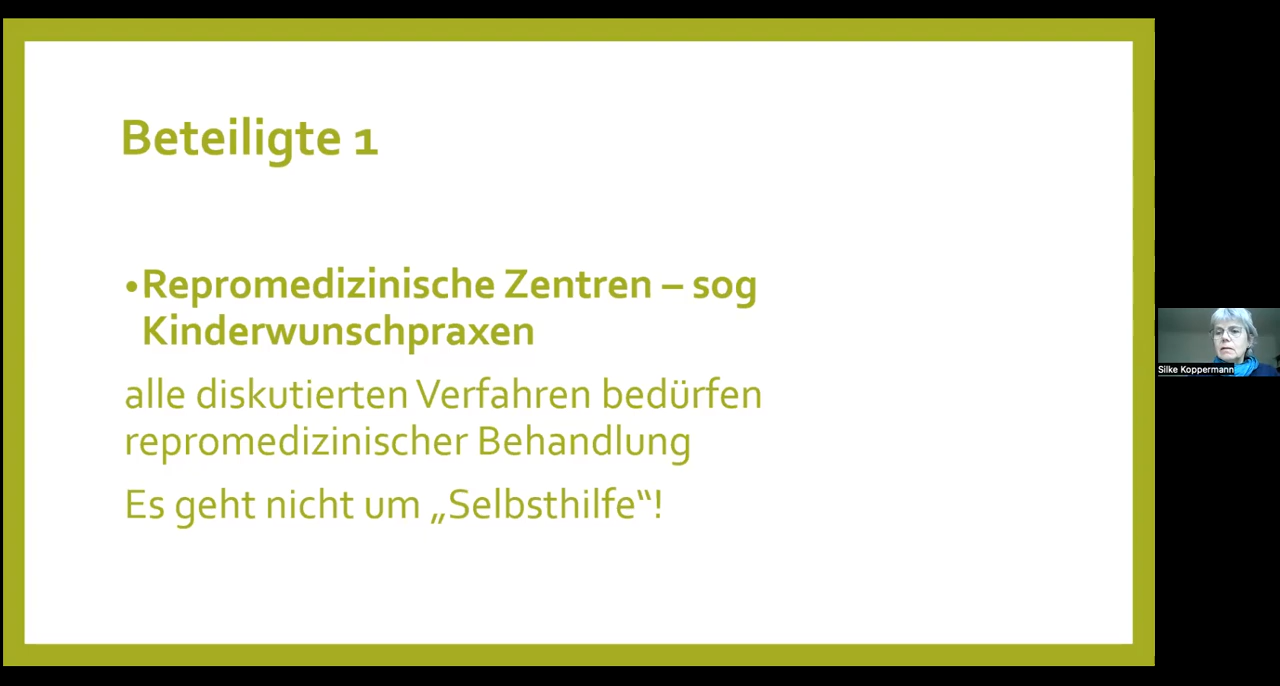 Beteiligte 1
•Repromedizinische Zentren – sog
Kinderwunschpraxen
alle diskutierten Verfahren bedürfen
repromedizinischer Behandlung
Es geht nicht um „Selbsthilfe“!
Silke Koppermann